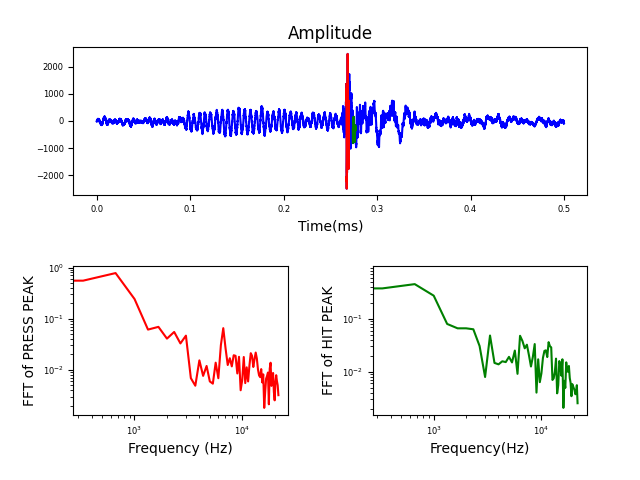 Amplitude
2000
1000
0
−1000
−2000
0.0 0.1 0.2 0.3 0.4 0.5
Time(ms)
FFT of PRESS PEAK
10⁰
10⁻¹
10⁻²
10³ 10⁴
Frequency (Hz)
FFT of HIT PEAK
10⁻¹
10⁻²
10³ 10⁴
Frequency(Hz)